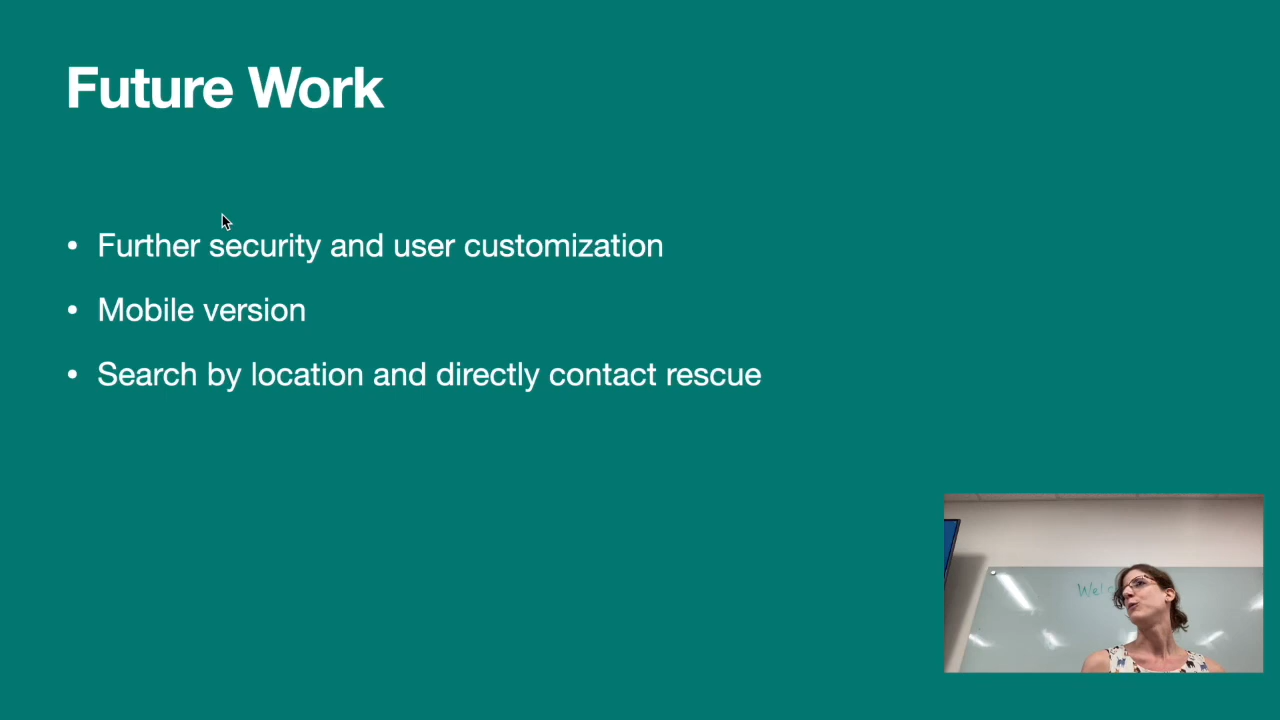 Future Work
• Further security and user customization
• Mobile version
• Search by location and directly contact rescue